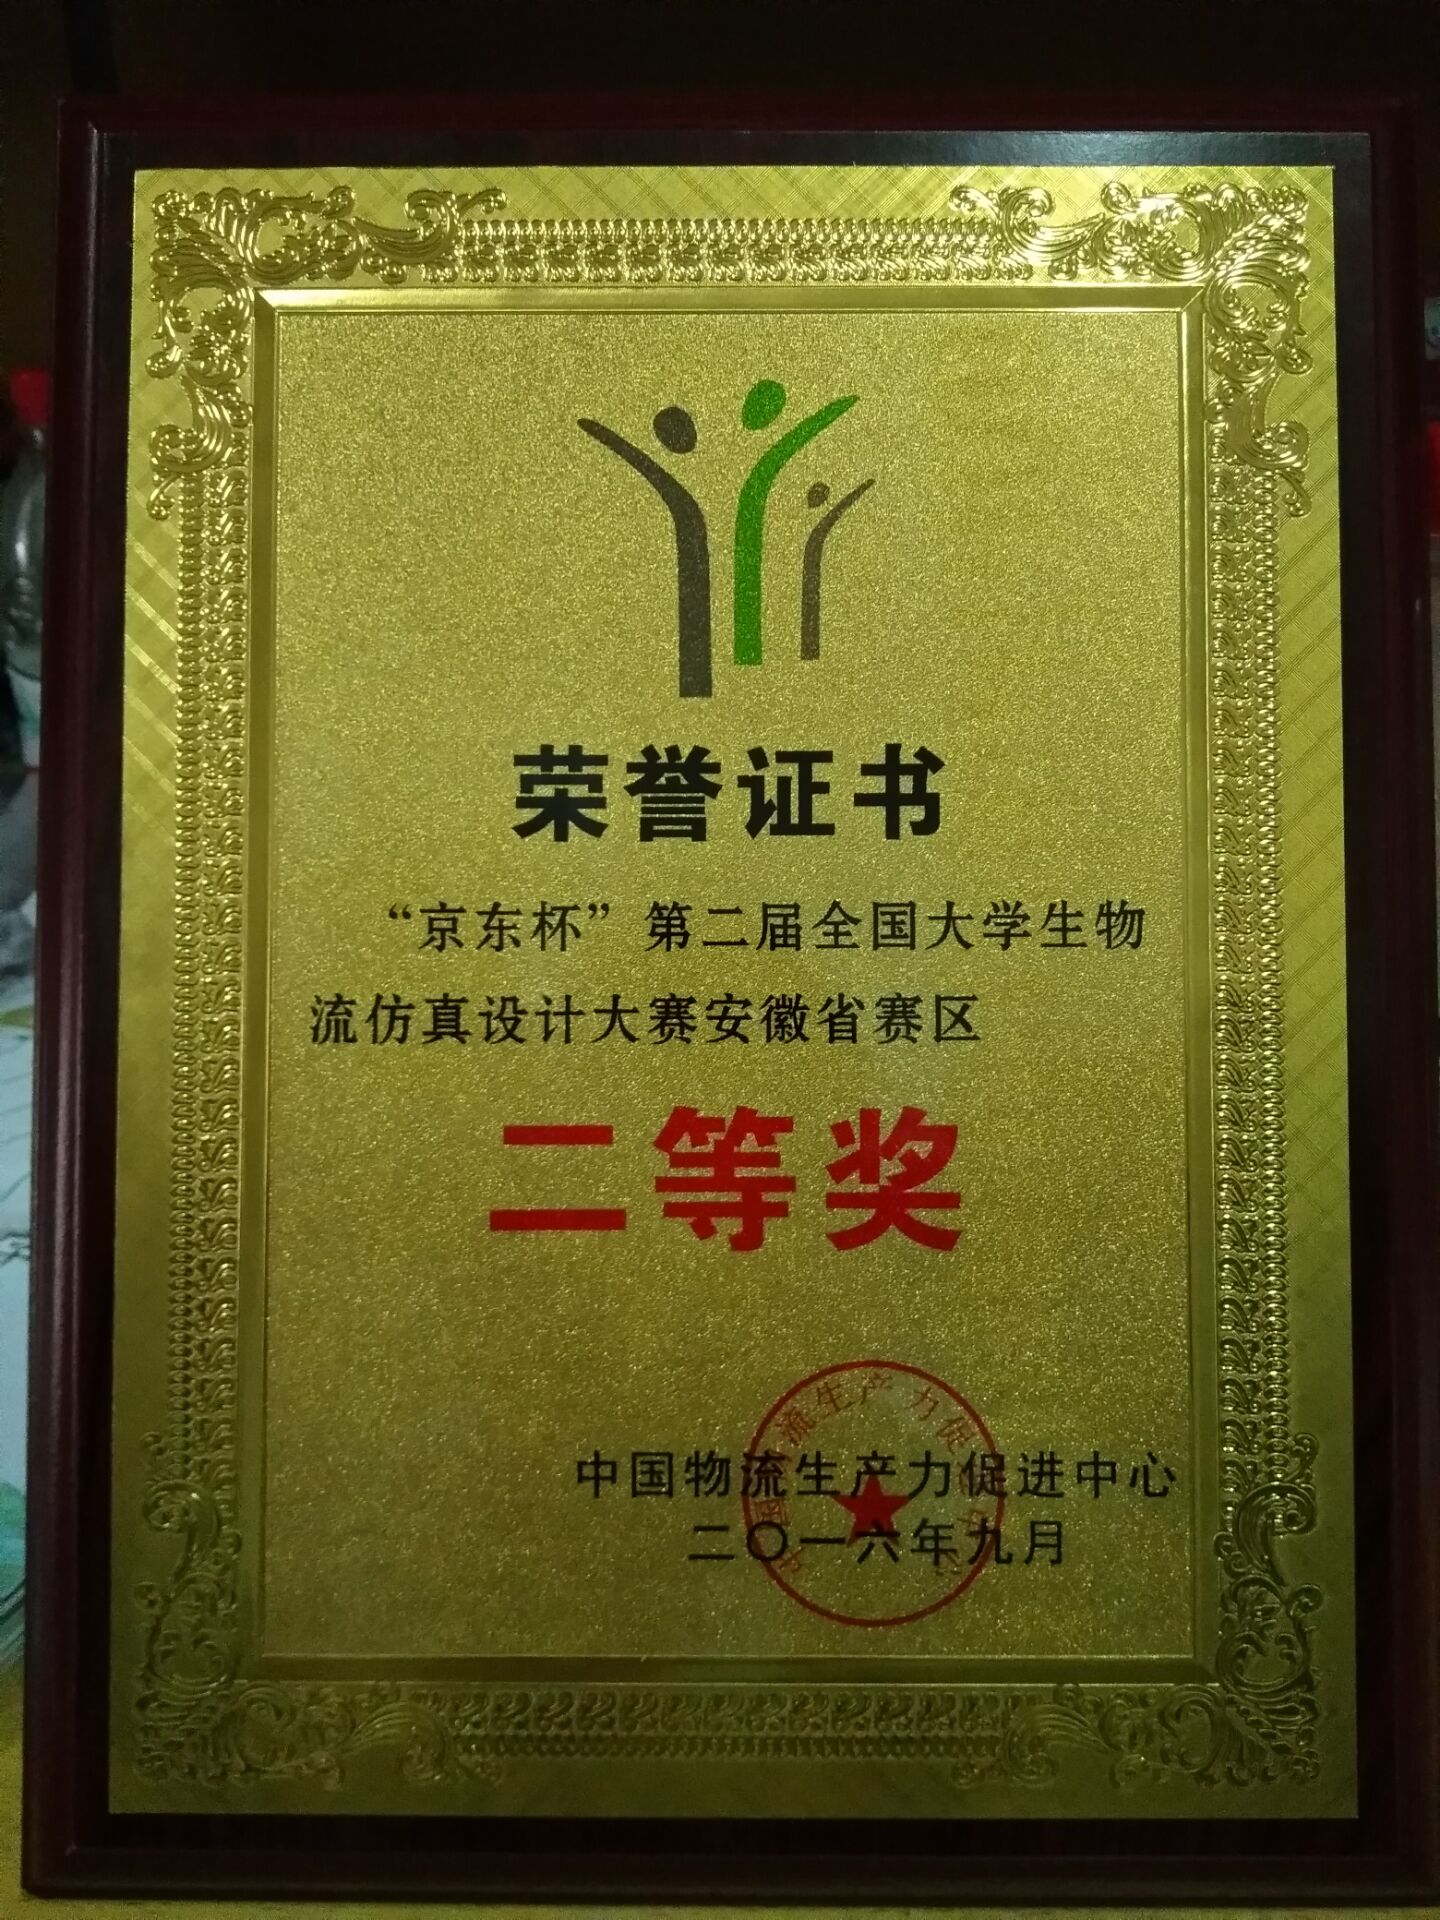 荣誉证书
“京东杯”第二届全国大学生物
流仿真设计大赛安徽省赛区
二等奖
中国物流生产力促进中心
二〇一六年九月